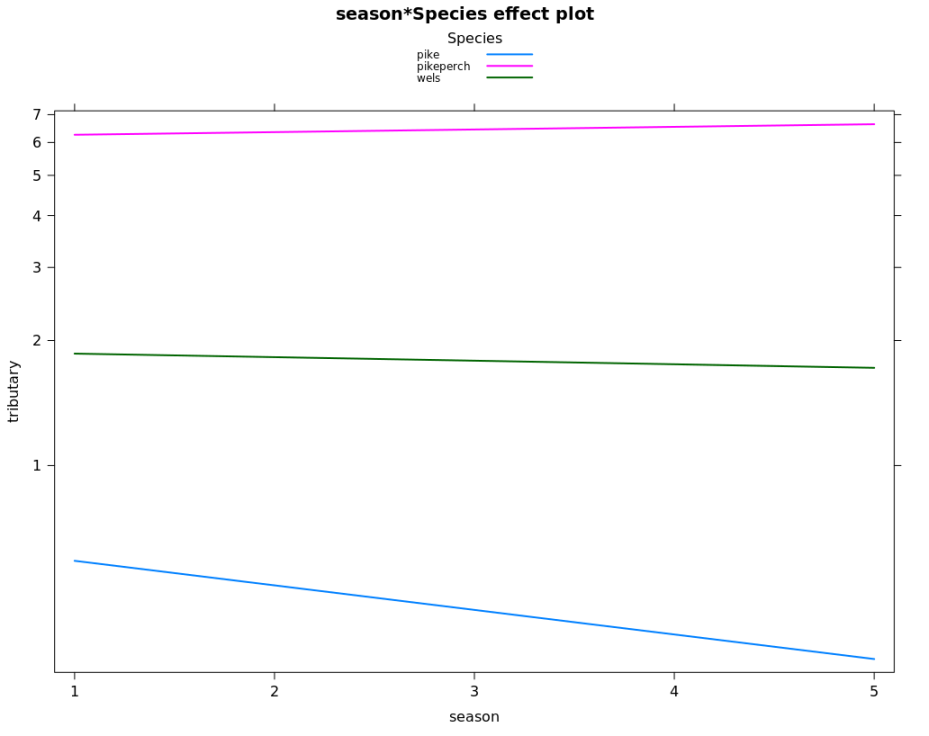 season*Species effect plot
Species
pike
pikeperch
wels
7
6
5
4
3
2
1
tributary
1 2 3 4 5
season